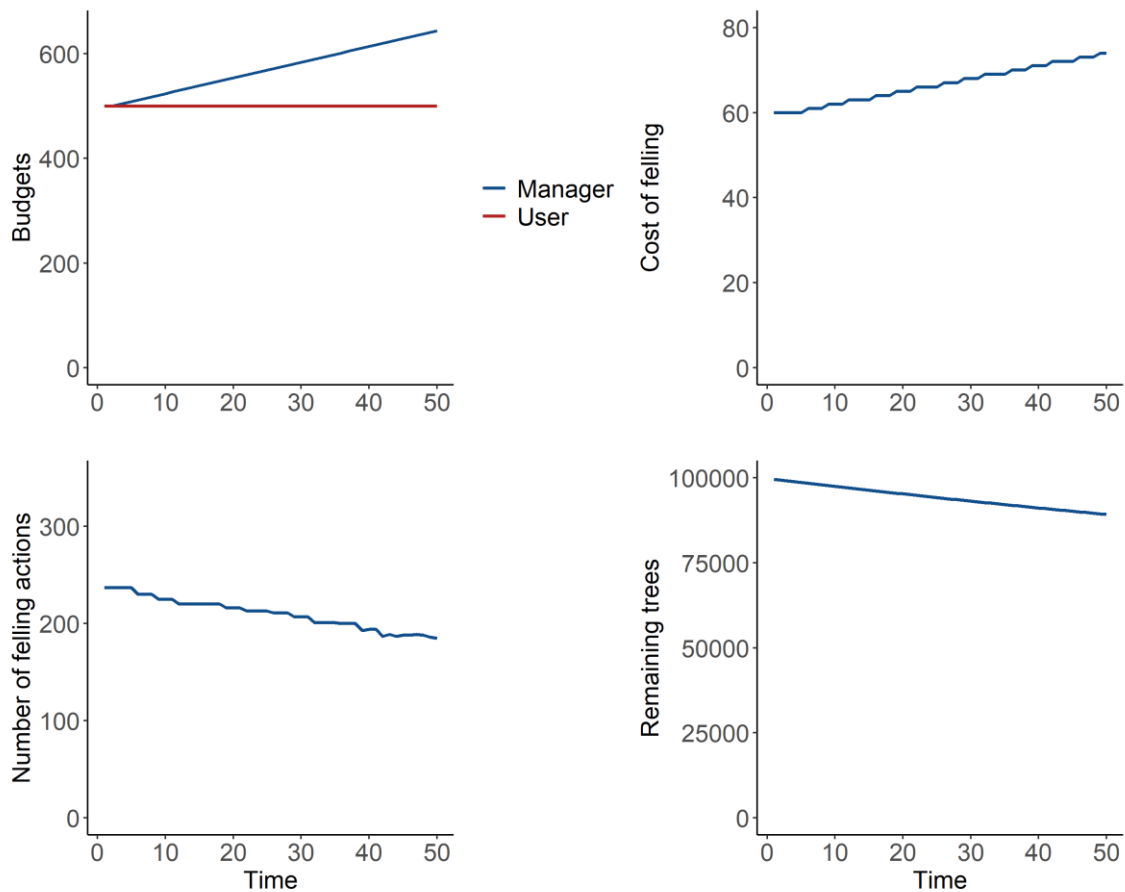 Budgets
600
400
200
0
0 10 20 30 40 50
Manager
User
Cost of felling
80
60
40
20
0
0 10 20 30 40 50
Number of felling actions
300
200
100
0
0 10 20 30 40 50
Time
Remaining trees
100000
75000
50000
25000
0
0 10 20 30 40 50
Time